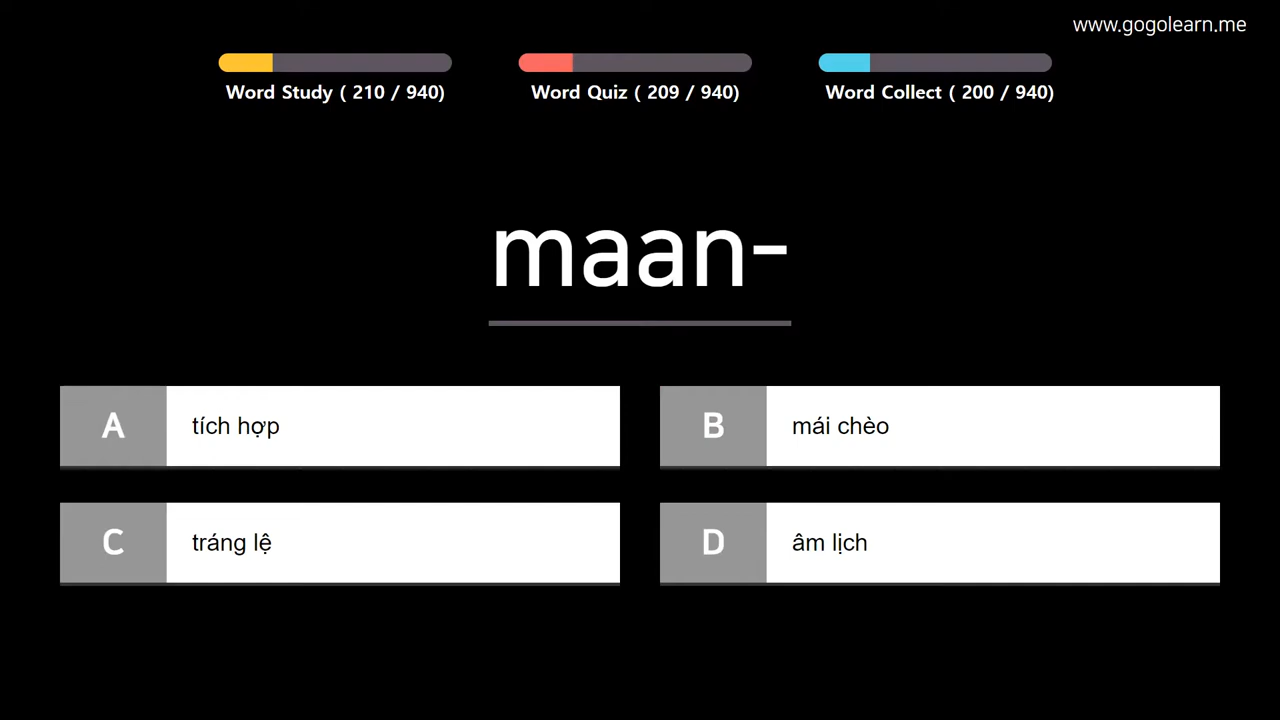 www.gogolearn.me
Word Study ( 210 / 940)
Word Quiz ( 209 / 940)
Word Collect ( 200 / 940)
maan-
A tích hợp
B mái chèo
C tráng lệ
D âm lịch